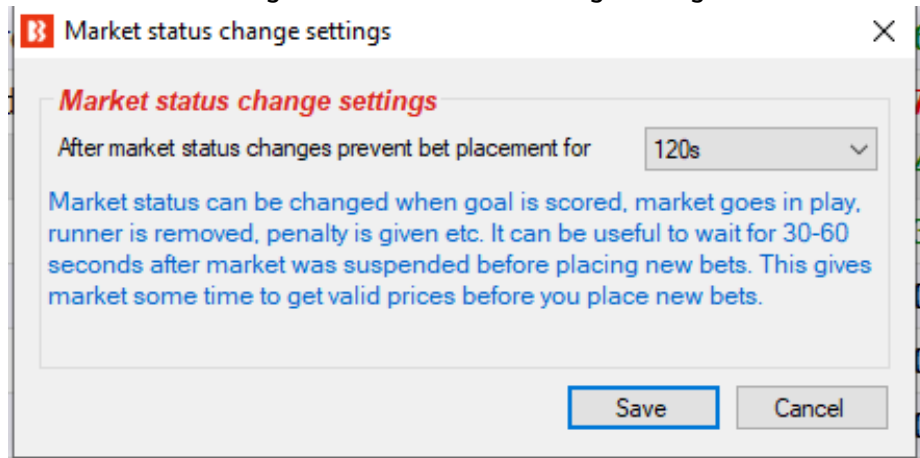 Market status change settings
Market status change settings
After market status changes prevent bet placement for 120s
Market status can be changed when goal is scored, market goes in play,
runner is removed, penalty is given etc. It can be useful to wait for 30-60
seconds after market was suspended before placing new bets. This gives
market some time to get valid prices before you place new bets.
Save Cancel